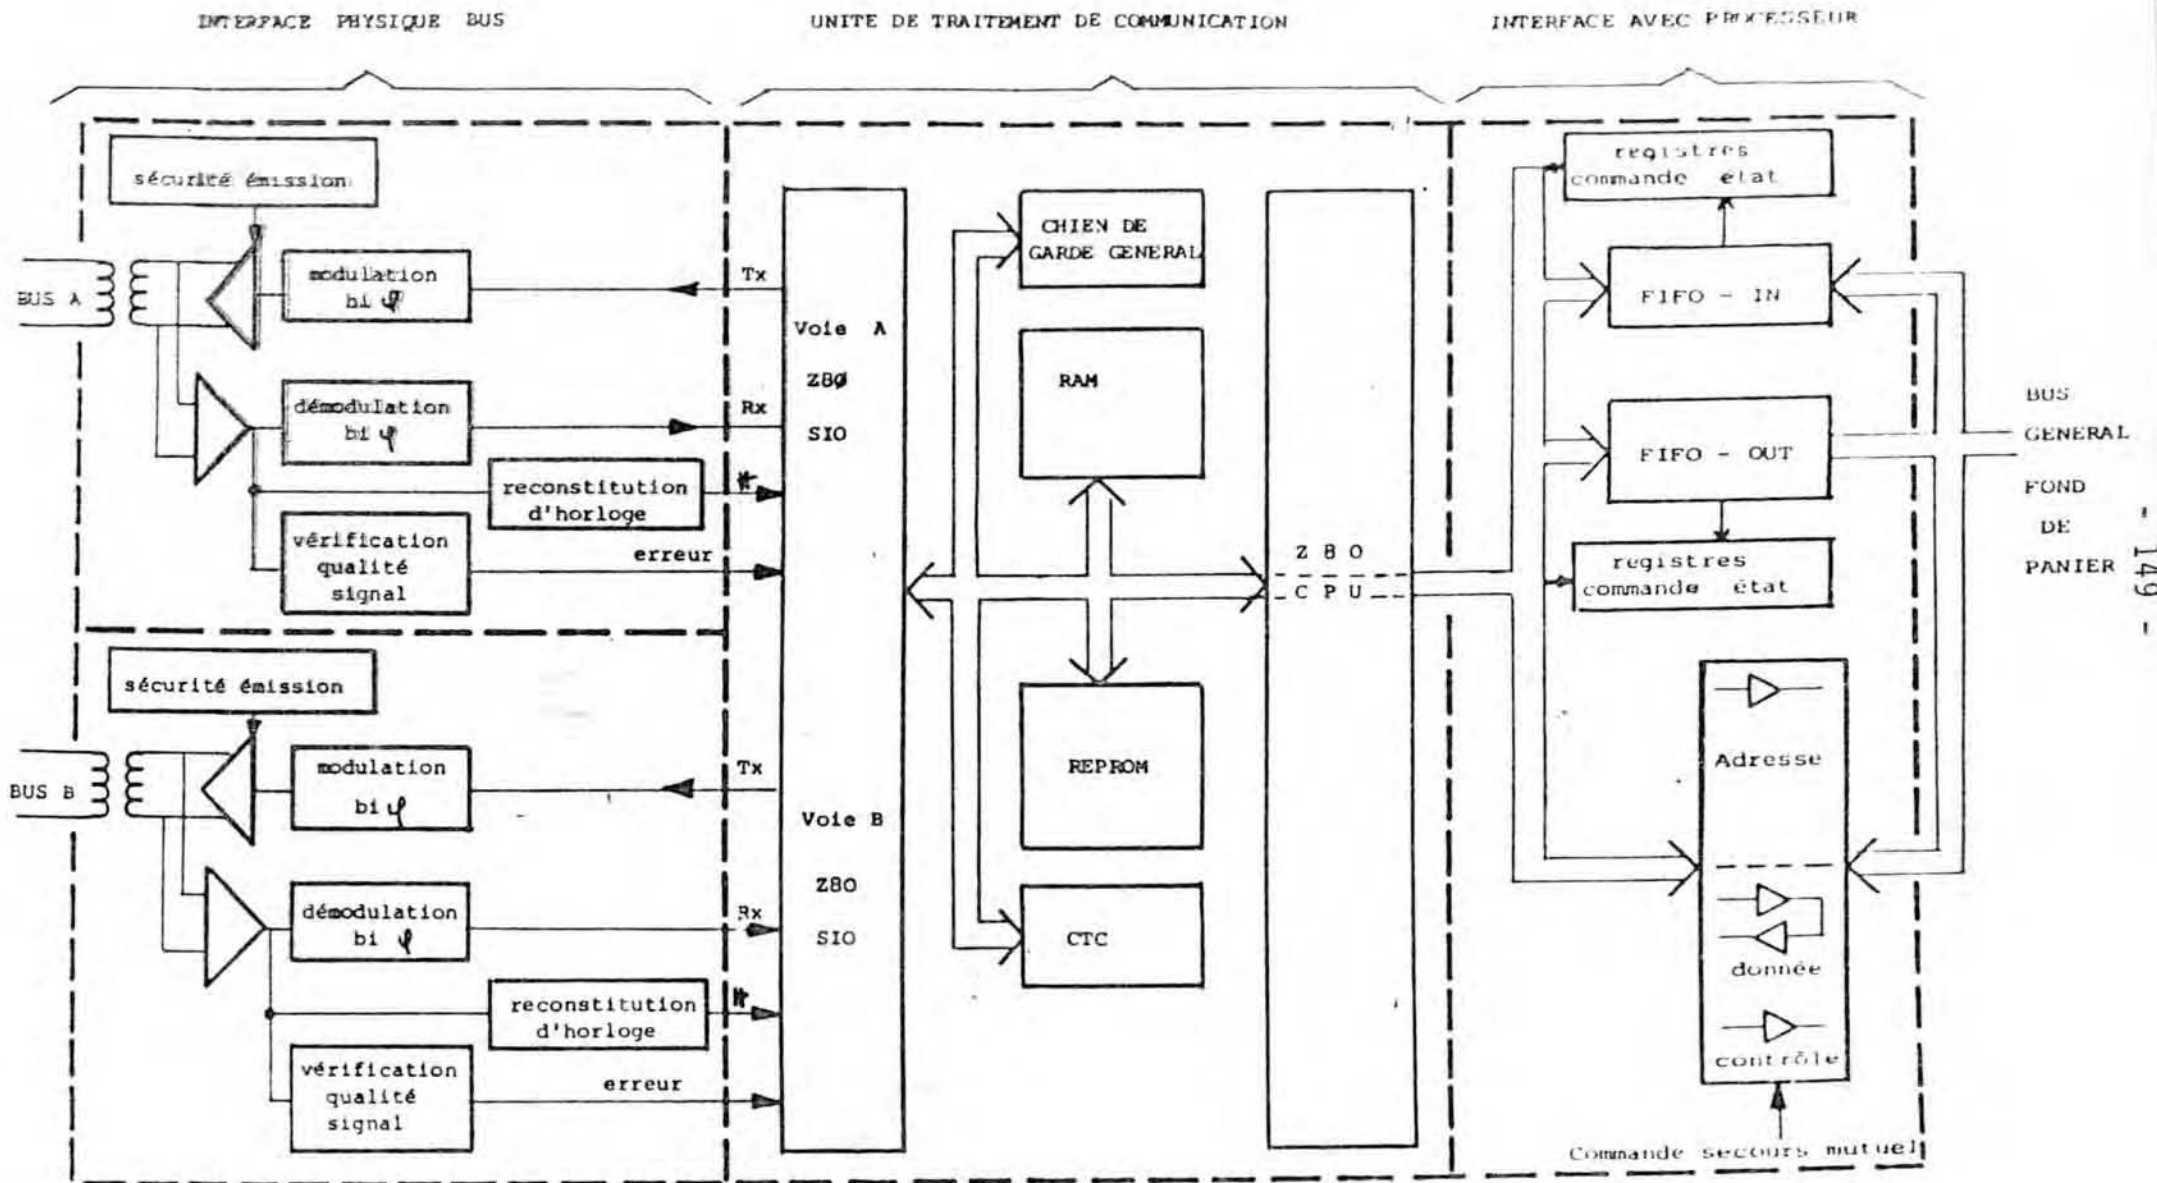 INTERFACE PHYSIQUE BUS
UNITE DE TRAITEMENT DE COMMUNICATION
INTERFACE AVEC PROCESSEUR
sécurité émission
BUS A
modulation
bi φ
Tx
démodulation
bi φ
Rx
reconstitution
d'horloge
H
vérification
qualité
signal
erreur
sécurité émission
BUS B
modulation
bi φ
Tx
démodulation
bi φ
Rx
reconstitution
d'horloge
H
vérification
qualité
signal
erreur
Voie A
Z80
SIO
Voie B
Z80
SIO
CHIEN DE
GARDE GENERAL
RAM
REPROM
CTC
Z 8 0
C P U
registres
commande état
FIFO - IN
FIFO - OUT
registres
commande état
Adresse
donnée
contrôle
Commande secours mutuel
BUS
GENERAL
FOND
DE
PANIER
- 149 -